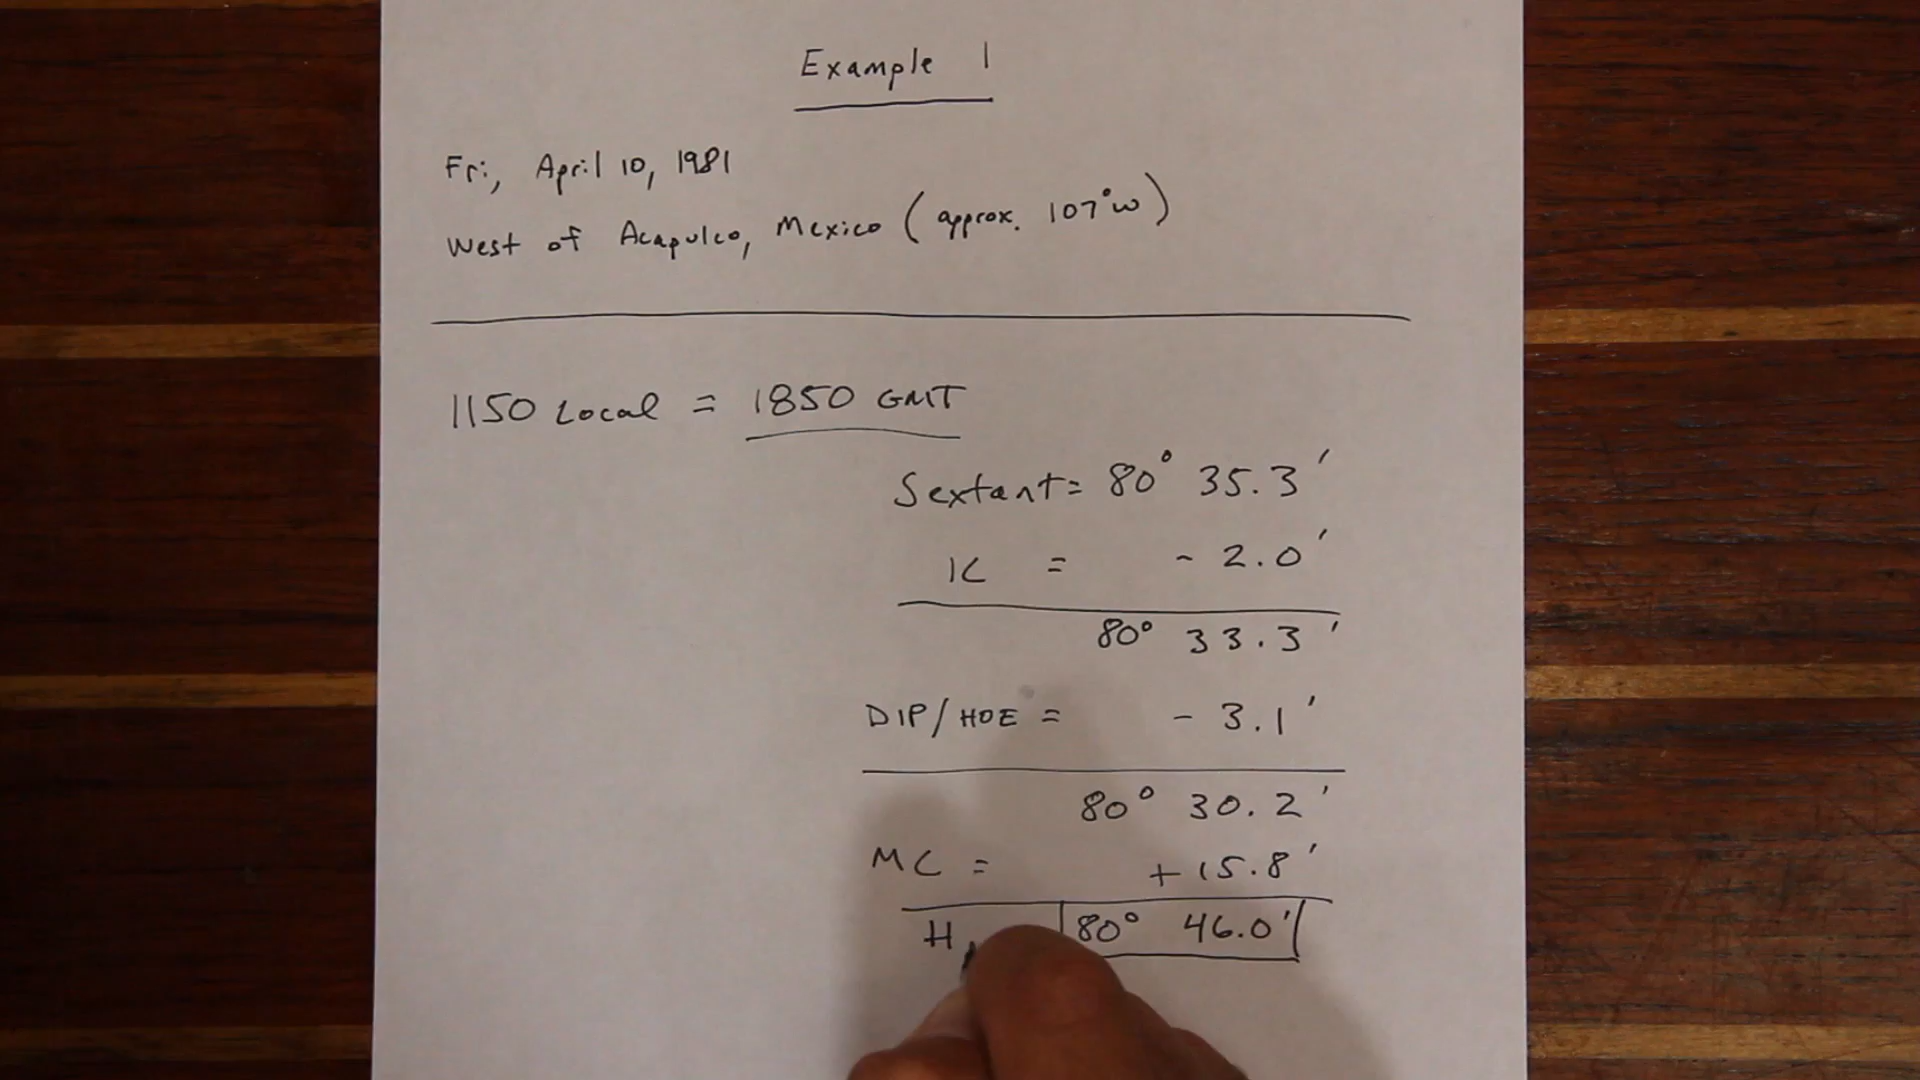 Example 1
Fri, April 10, 1981
West of Acapulco, Mexico (approx. 107°W)
1150 Local = 1850 GMT
Sextant = 80° 35.3'
IC = - 2.0'
80° 33.3'
DIP/HOE = - 3.1'
80° 30.2'
MC = + 15.8'
H 80° 46.0'